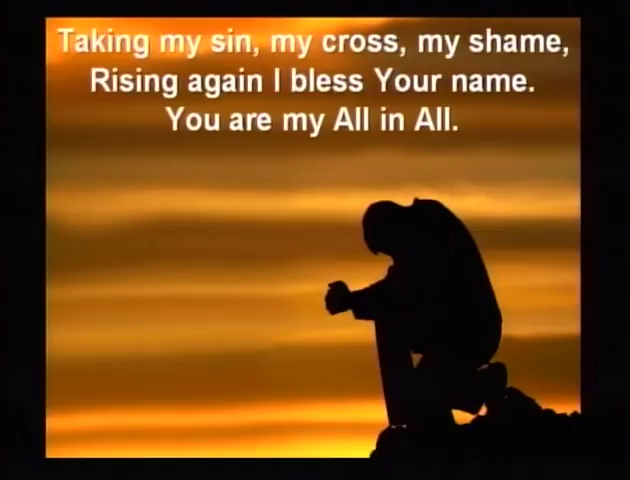 Taking my sin, my cross, my shame,
Rising again I bless Your name.
You are my All in All.